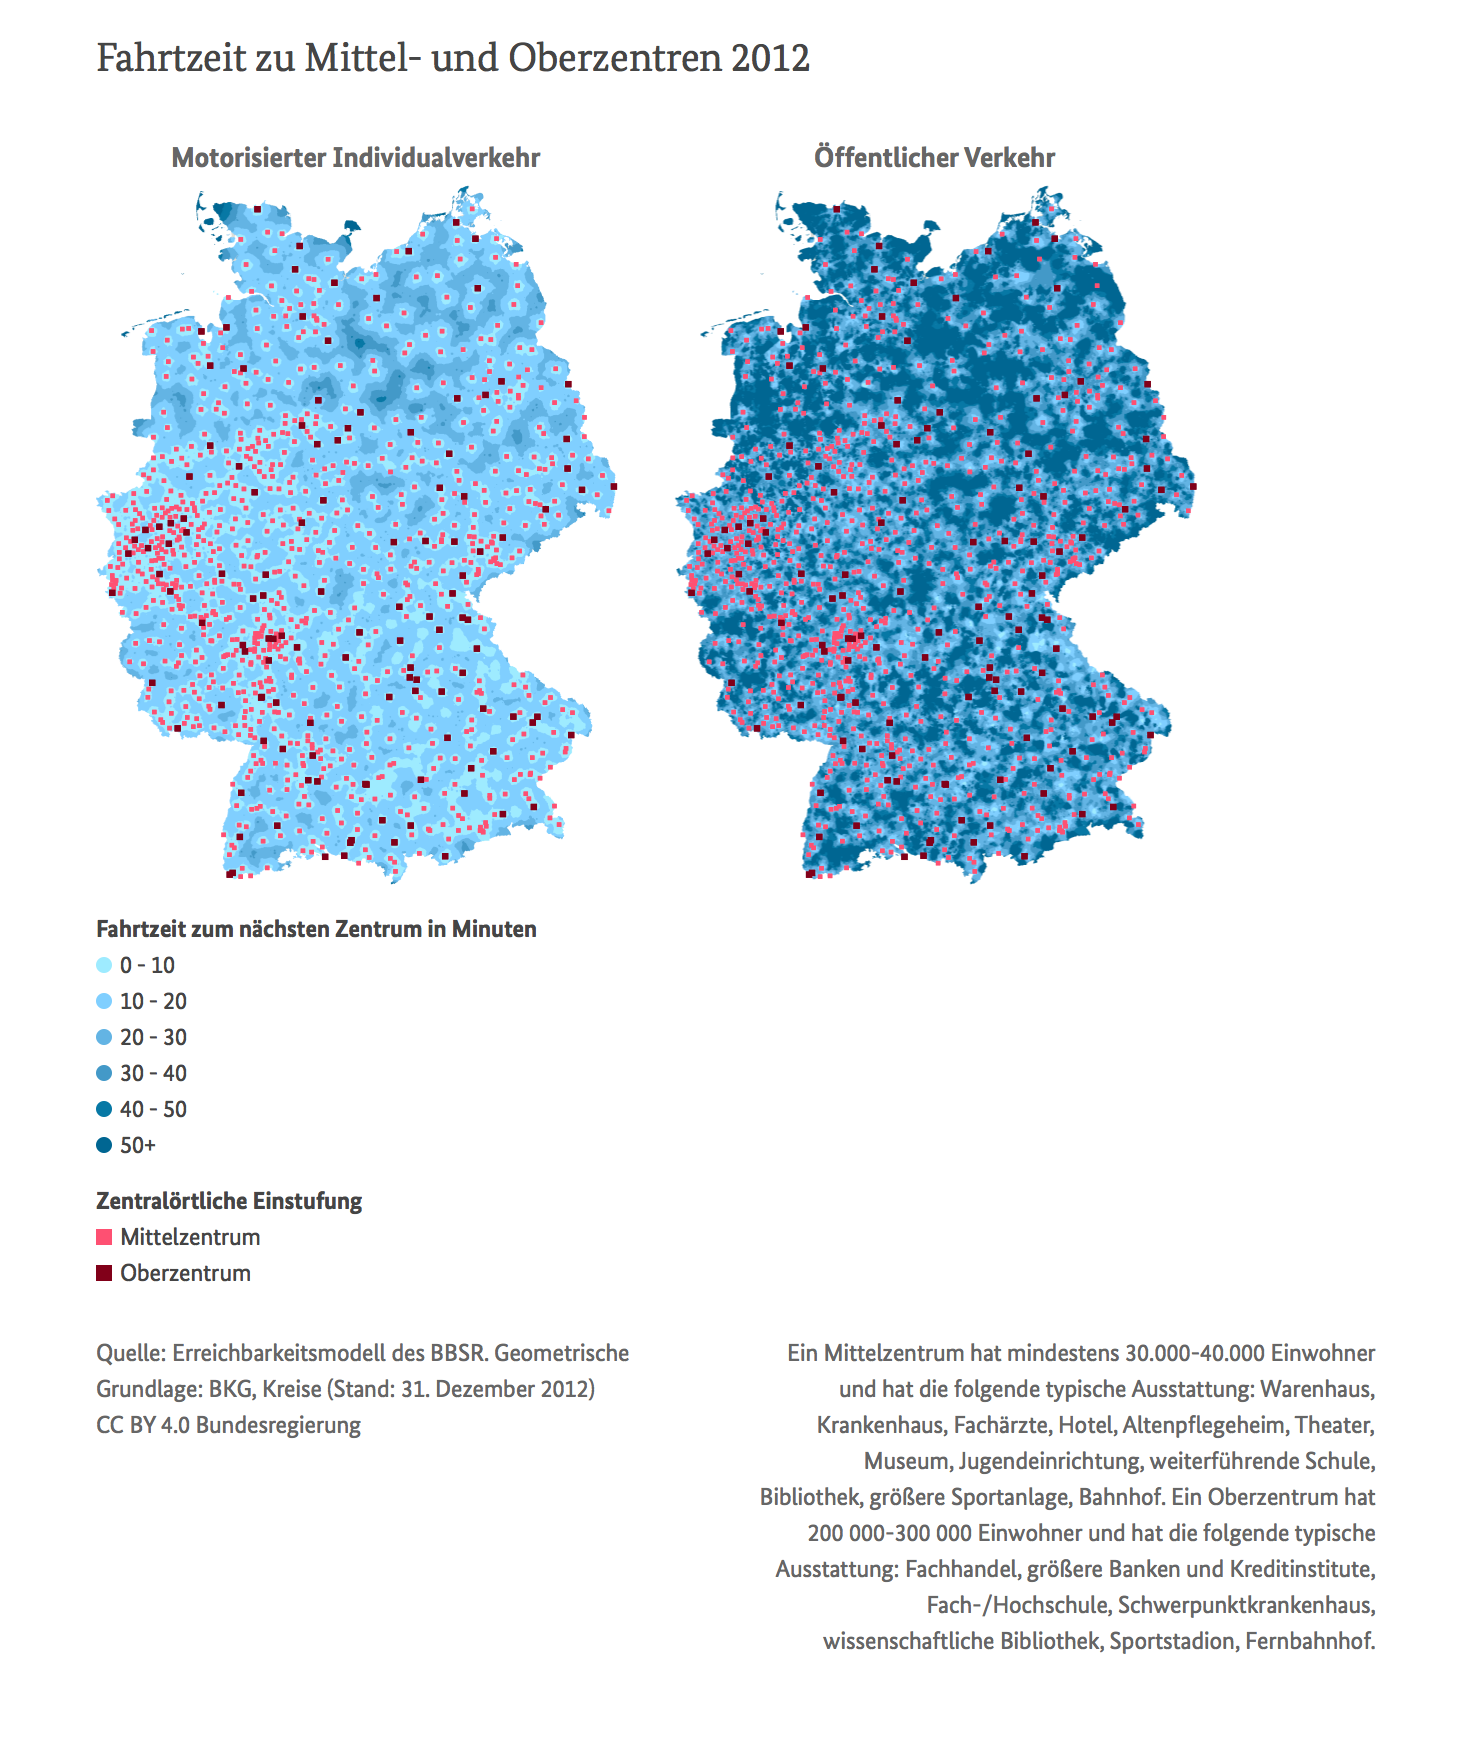 Fahrtzeit zu Mittel- und Oberzentren 2012
Motorisierter Individualverkehr
Öffentlicher Verkehr
Fahrtzeit zum nächsten Zentrum in Minuten
0 - 10
10 - 20
20 - 30
30 - 40
40 - 50
50+
Zentralörtliche Einstufung
Mittelzentrum
Oberzentrum
Quelle: Erreichbarkeitsmodell des BBSR. Geometrische
Grundlage: BKG, Kreise (Stand: 31. Dezember 2012)
CC BY 4.0 Bundesregierung
Ein Mittelzentrum hat mindestens 30.000-40.000 Einwohner
und hat die folgende typische Ausstattung: Warenhaus,
Krankenhaus, Fachärzte, Hotel, Altenpflegeheim, Theater,
Museum, Jugendeinrichtung, weiterführende Schule,
Bibliothek, größere Sportanlage, Bahnhof. Ein Oberzentrum hat
200 000-300 000 Einwohner und hat die folgende typische
Ausstattung: Fachhandel, größere Banken und Kreditinstitute,
Fach-/Hochschule, Schwerpunktkrankenhaus,
wissenschaftliche Bibliothek, Sportstadion, Fernbahnhof.